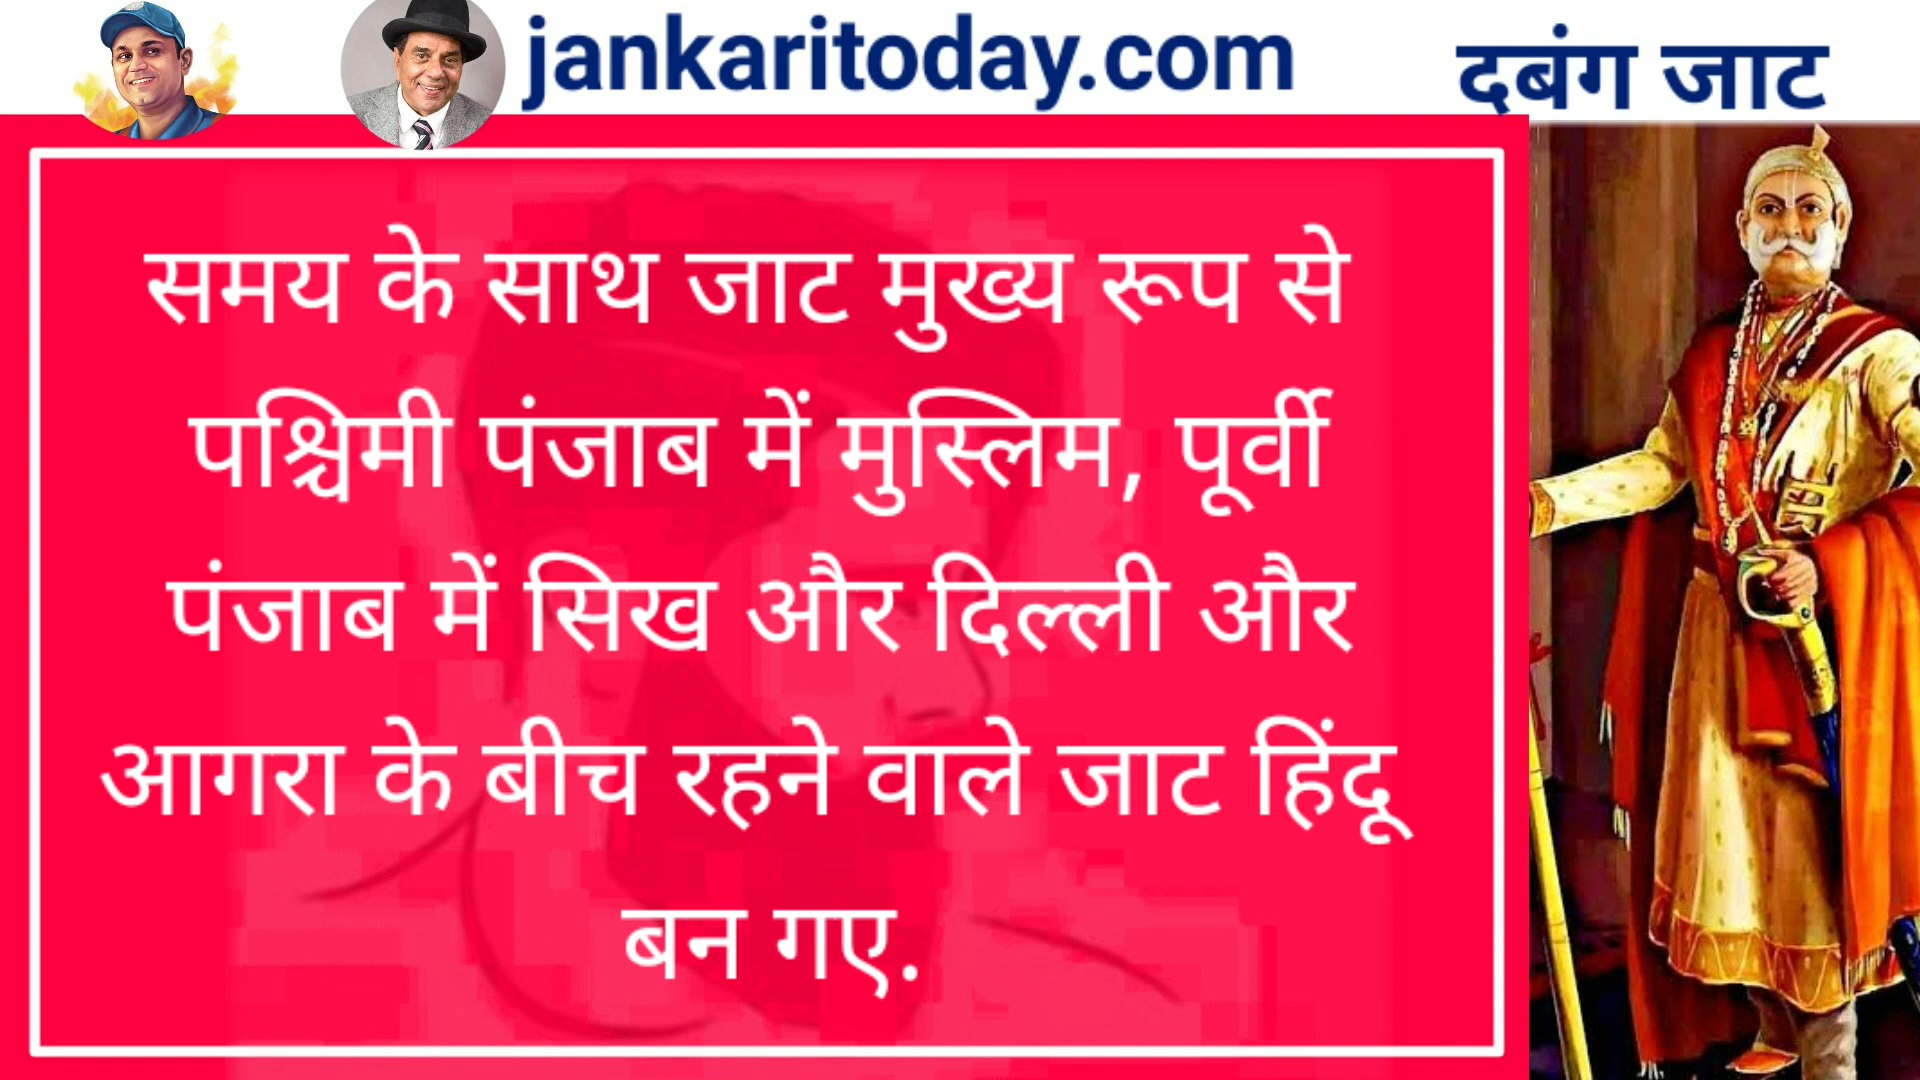 jankaritoday.com
दबंग जाट
समय के साथ जाट मुख्य रूप से
पश्चिमी पंजाब में मुस्लिम, पूर्वी
पंजाब में सिख और दिल्ली और
आगरा के बीच रहने वाले जाट हिंदू
बन गए.